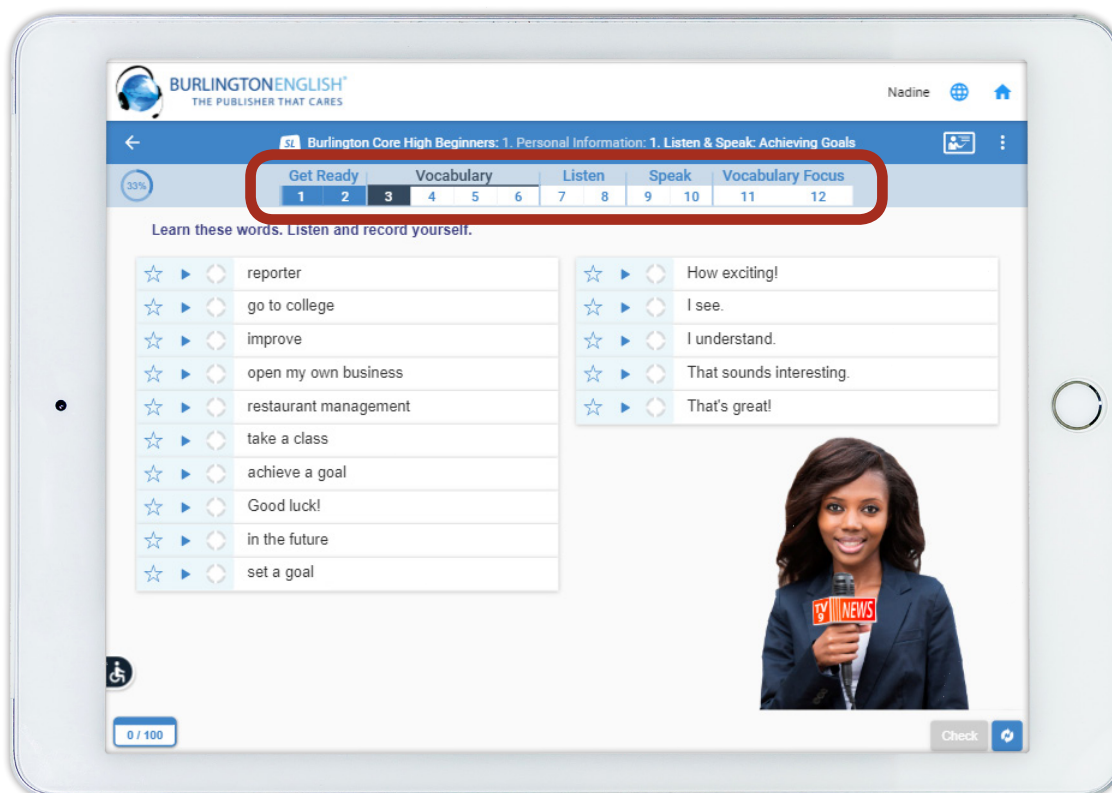 BURLINGTONENGLISH
THE PUBLISHER THAT CARES
Nadine
SL Burlington Core High Beginners: 1. Personal Information: 1. Listen & Speak: Achieving Goals
33%
Get Ready Vocabulary Listen Speak Vocabulary Focus
1 2 3 4 5 6 7 8 9 10 11 12
Learn these words. Listen and record yourself.
reporter
go to college
improve
open my own business
restaurant management
take a class
achieve a goal
Good luck!
in the future
set a goal
How exciting!
I see.
I understand.
That sounds interesting.
That's great!
TV 9 NEWS
0 / 100
Check